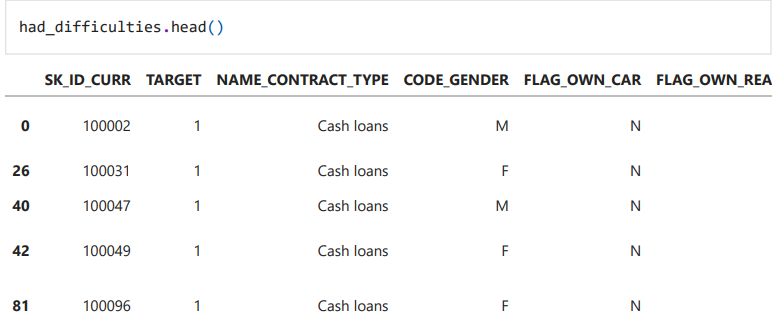 had_difficulties.head()
SK_ID_CURR TARGET NAME_CONTRACT_TYPE CODE_GENDER FLAG_OWN_CAR FLAG_OWN_REA
0 100002 1 Cash loans M N
26 100031 1 Cash loans F N
40 100047 1 Cash loans M N
42 100049 1 Cash loans F N
81 100096 1 Cash loans F N